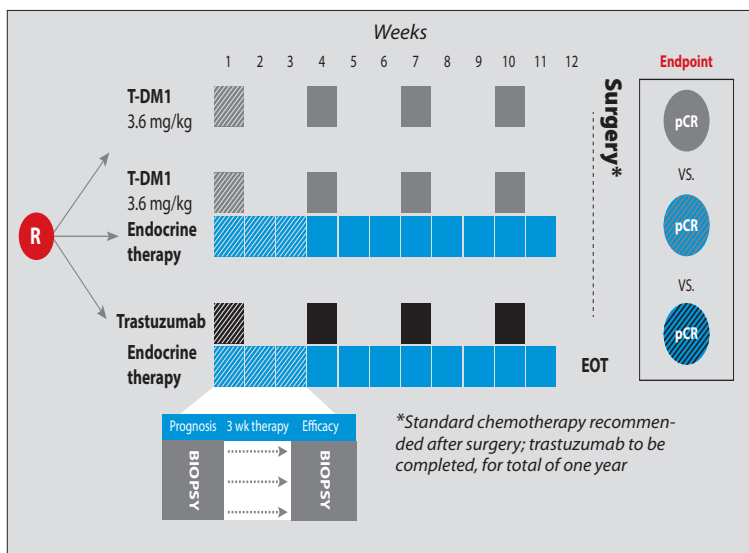 Weeks
1 2 3 4 5 6 7 8 9 10 11 12
Endpoint
T-DM1
3.6 mg/kg
T-DM1
3.6 mg/kg
Endocrine
therapy
R
Trastuzumab
Endocrine
therapy
Surgery*
EOT
pCR
VS.
pCR
VS.
pCR
Prognosis 3 wk therapy Efficacy
BIOPSY
BIOPSY
*Standard chemotherapy recommen-
ded after surgery; trastuzumab to be
completed, for total of one year